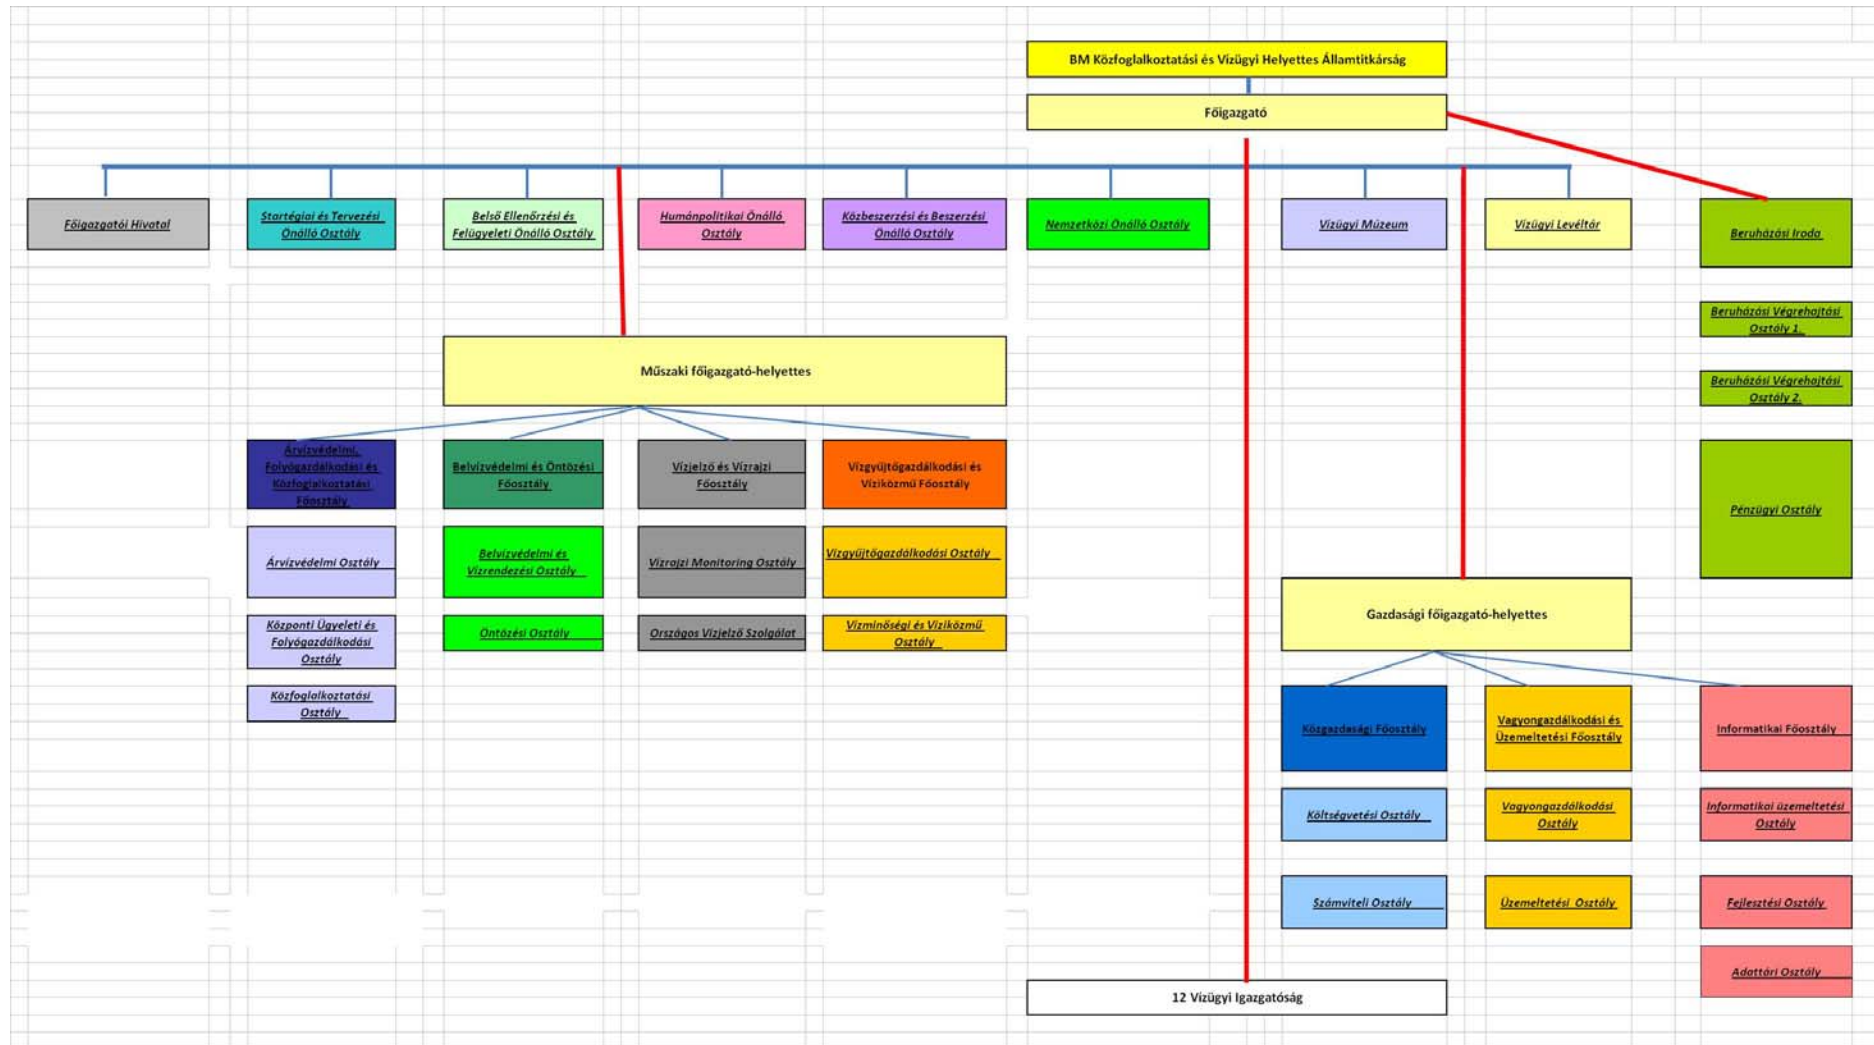 BM Közfoglalkoztatási és Vízügyi Helyettes Államtitkárság
Főigazgató
Főigazgatói Hivatal
Startégiai és Tervezési
Önálló Osztály
Belső Ellenőrzési és
Felügyeleti Önálló Osztály
Humánpolitikai Önálló
Osztály
Közbeszerzési és Beszerzési
Önálló Osztály
Nemzetközi Önálló Osztály
Vízügyi Múzeum
Vízügyi Levéltár
Beruházási Iroda
Beruházási Végrehajtási
Osztály 1.
Beruházási Végrehajtási
Osztály 2.
Pénzügyi Osztály
Műszaki főigazgató-helyettes
Árvízvédelmi,
Folyógazdálkodási és
Közfoglalkoztatási
Főosztály
Belvízvédelmi és Öntözési
Főosztály
Vízjelző és Vízrajzi
Főosztály
Vízgyűjtőgazdálkodási és
Víziközmű Főosztály
Árvízvédelmi Osztály
Belvízvédelmi és
Vízrendezési Osztály
Vízrajzi Monitoring Osztály
Vízgyűjtőgazdálkodási Osztály
Központi Ügyeleti és
Folyógazdálkodási
Osztály
Öntözési Osztály
Országos Vízjelző Szolgálat
Vízminőségi és Víziközmű
Osztály
Közfoglalkoztatási
Osztály
Gazdasági főigazgató-helyettes
Közgazdasági Főosztály
Vagyongazdálkodási és
Üzemeltetési Főosztály
Informatikai Főosztály
Költségvetési Osztály
Vagyongazdálkodási
Osztály
Informatikai üzemeltetési
Osztály
Számviteli Osztály
Üzemeltetési Osztály
Fejlesztési Osztály
Adattári Osztály
12 Vízügyi Igazgatóság